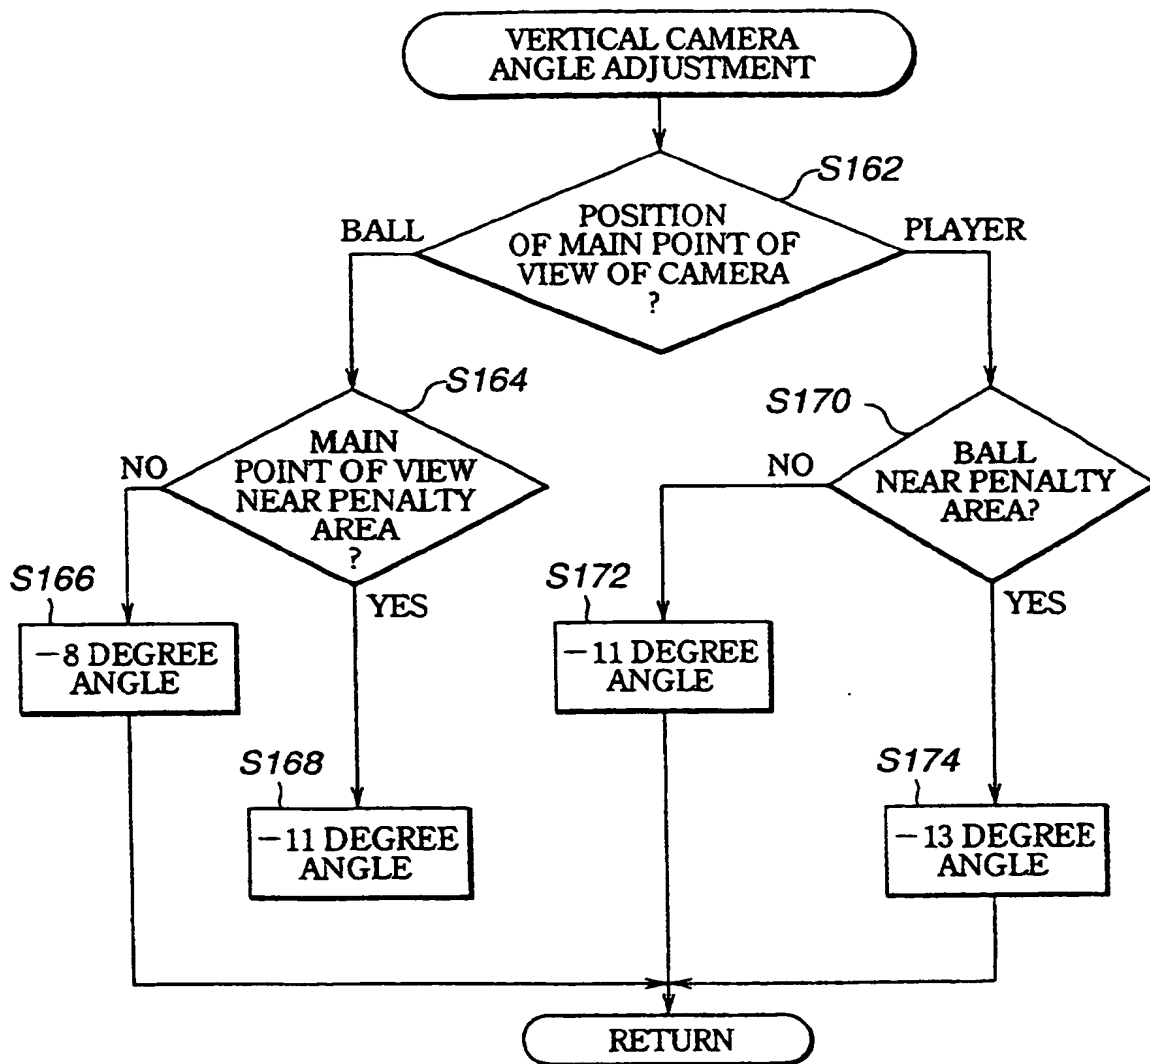 VERTICAL CAMERA
ANGLE ADJUSTMENT
S162
POSITION
OF MAIN POINT OF
VIEW OF CAMERA
?
BALL
PLAYER
S164
MAIN
POINT OF VIEW
NEAR PENALTY
AREA
?
NO
YES
S170
BALL
NEAR PENALTY
AREA?
NO
YES
S166
−8 DEGREE
ANGLE
S172
−11 DEGREE
ANGLE
S168
−11 DEGREE
ANGLE
S174
−13 DEGREE
ANGLE
RETURN